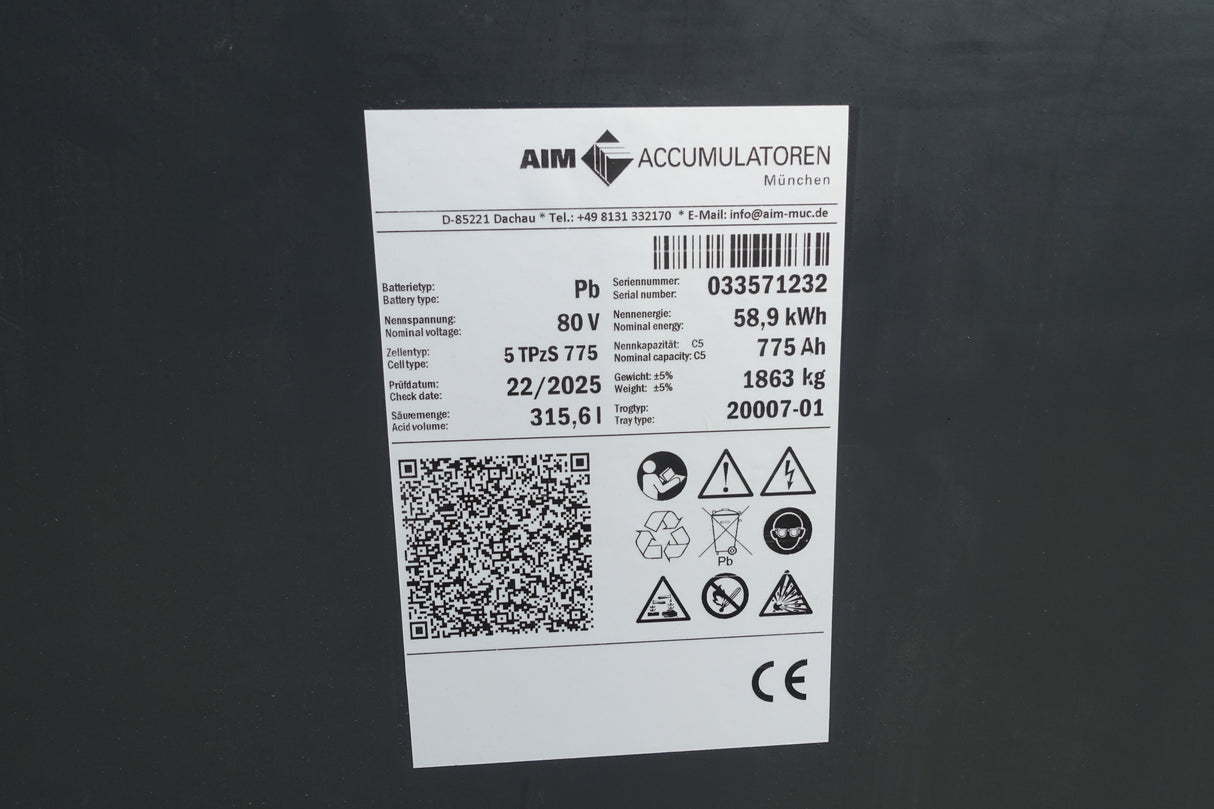 AIM ACCUMULATOREN
München
D-85221 Dachau * Tel.: +49 8131 332170 * E-Mail: info@aim-muc.de
Batterietyp:
Battery type:
Pb
Seriennummer:
Serial number:
033571232
Nennspannung:
Nominal voltage:
80 V
Nennenergie:
Nominal energy:
58,9 kWh
Zellentyp:
Cell type:
5 TPzS 775
Nennkapazität: C5
Nominal capacity: C5
775 Ah
Prüfdatum:
Check date:
22/2025
Gewicht: ±5%
Weight: ±5%
1863 kg
Säuremenge:
Acid volume:
315,6 l
Trogtyp:
Tray type:
20007-01
Pb
CE